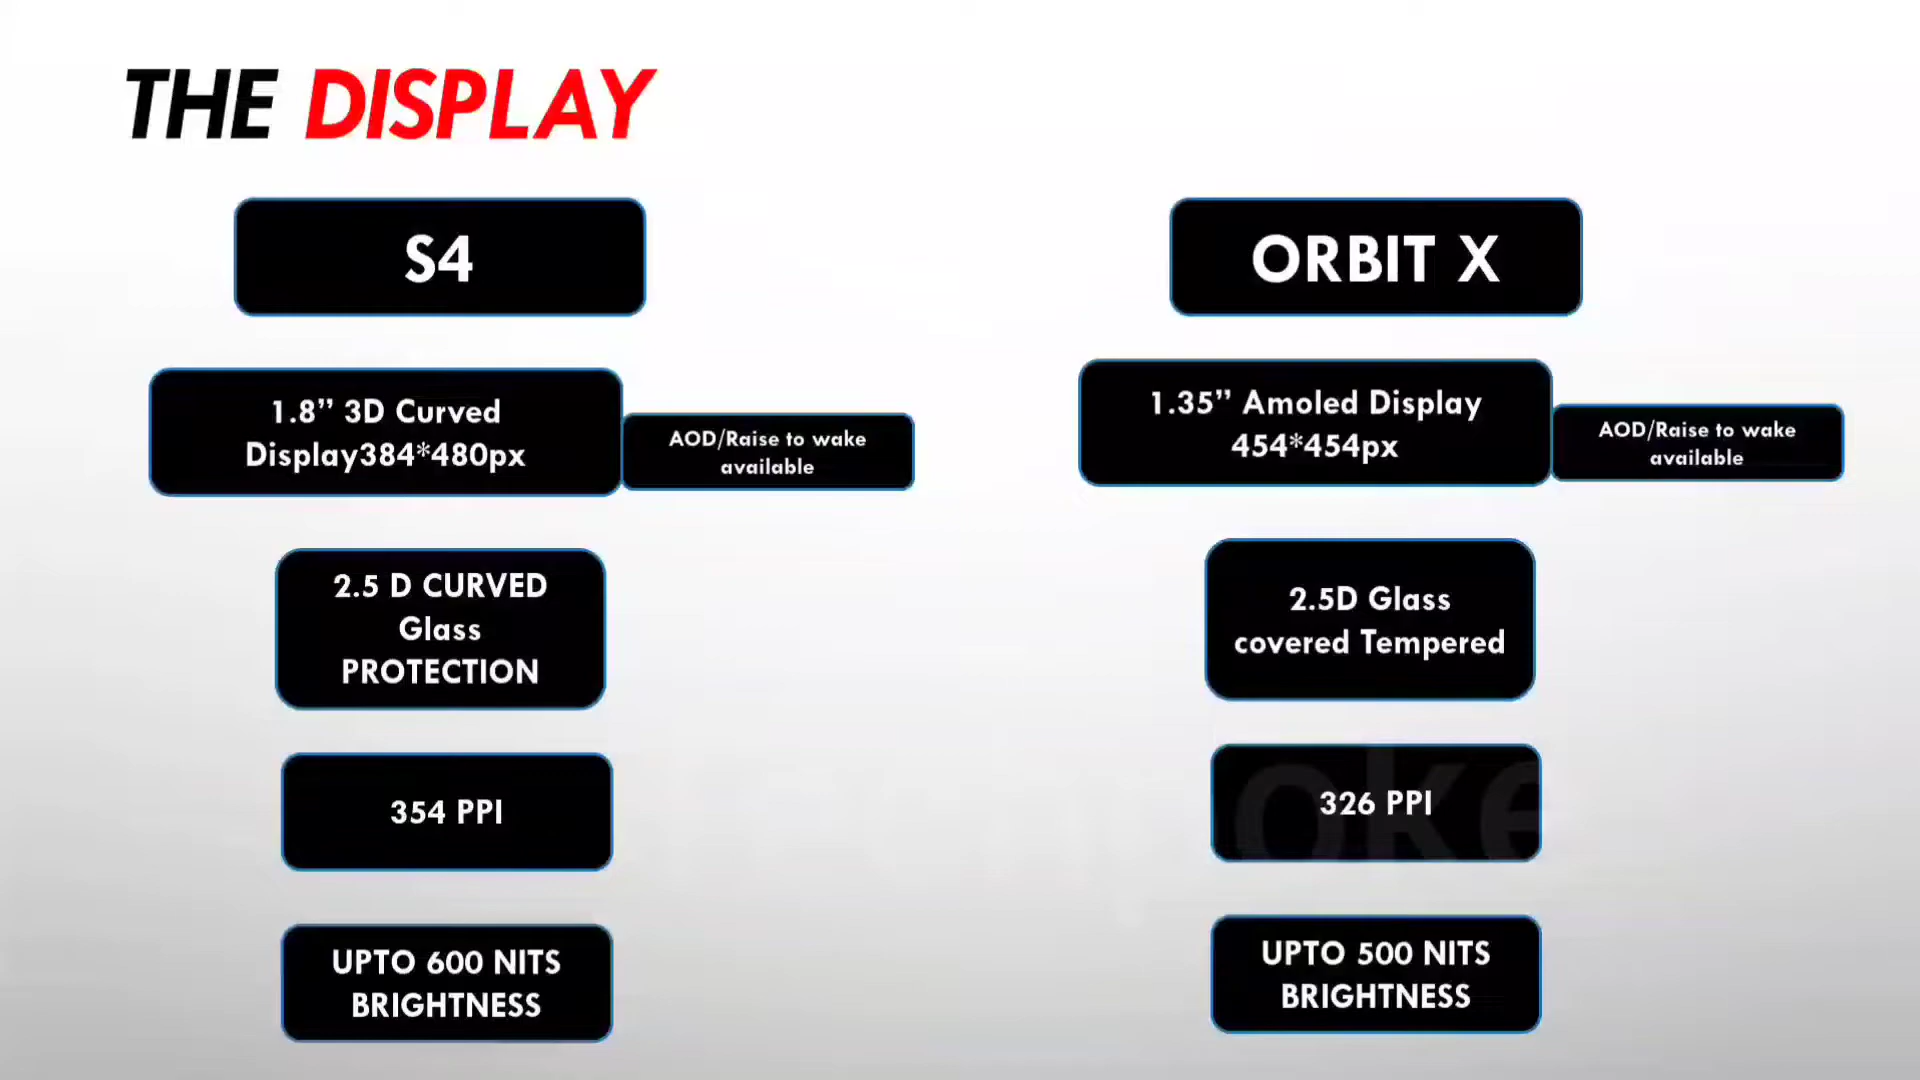 THE DISPLAY
S4
1.8” 3D Curved
Display384*480px
AOD/Raise to wake
available
2.5 D CURVED
Glass
PROTECTION
354 PPI
UPTO 600 NITS
BRIGHTNESS
ORBIT X
1.35” Amoled Display
454*454px
AOD/Raise to wake
available
2.5D Glass
covered Tempered
326 PPI
UPTO 500 NITS
BRIGHTNESS